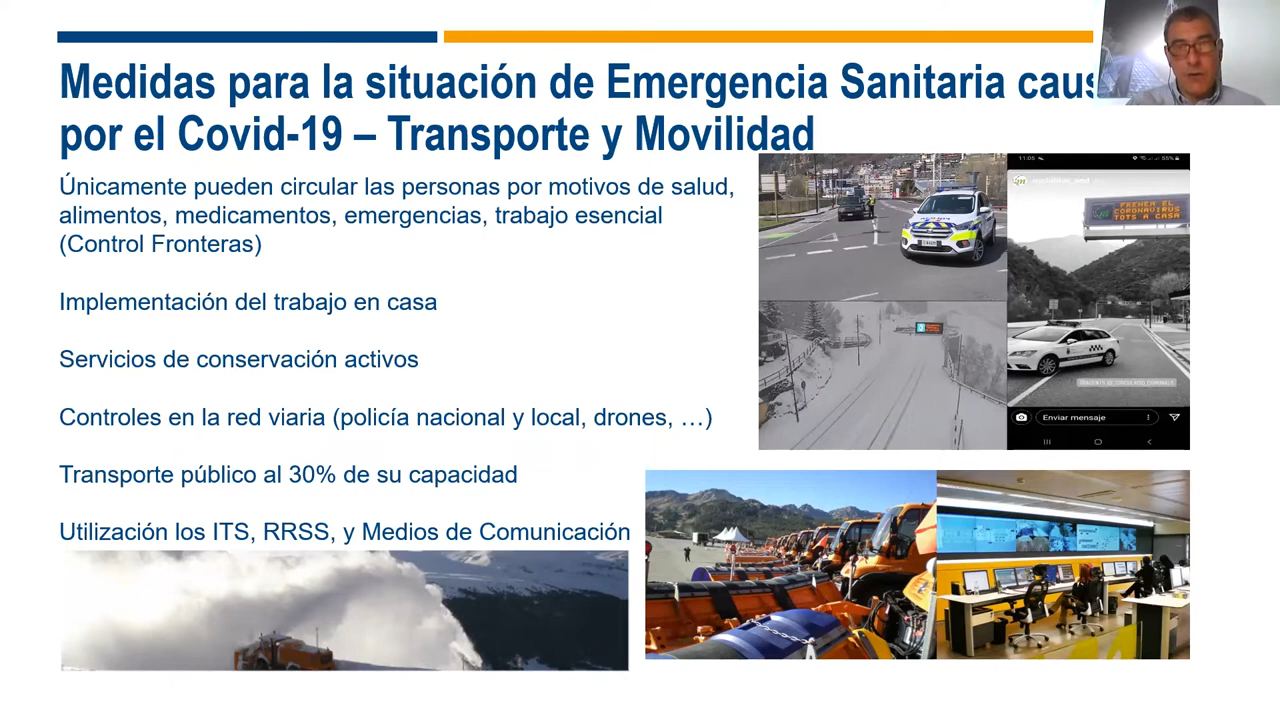 Medidas para la situación de Emergencia Sanitaria caus
por el Covid-19 – Transporte y Movilidad
Únicamente pueden circular las personas por motivos de salud,
alimentos, medicamentos, emergencias, trabajo esencial
(Control Fronteras)
Implementación del trabajo en casa
Servicios de conservación activos
Controles en la red viaria (policía nacional y local, drones, …)
Transporte público al 30% de su capacidad
Utilización los ITS, RRSS, y Medios de Comunicación
11:05
55%
FRENEM EL
CORONAVIRUS
TOTS A CASA
Enviar mensaje